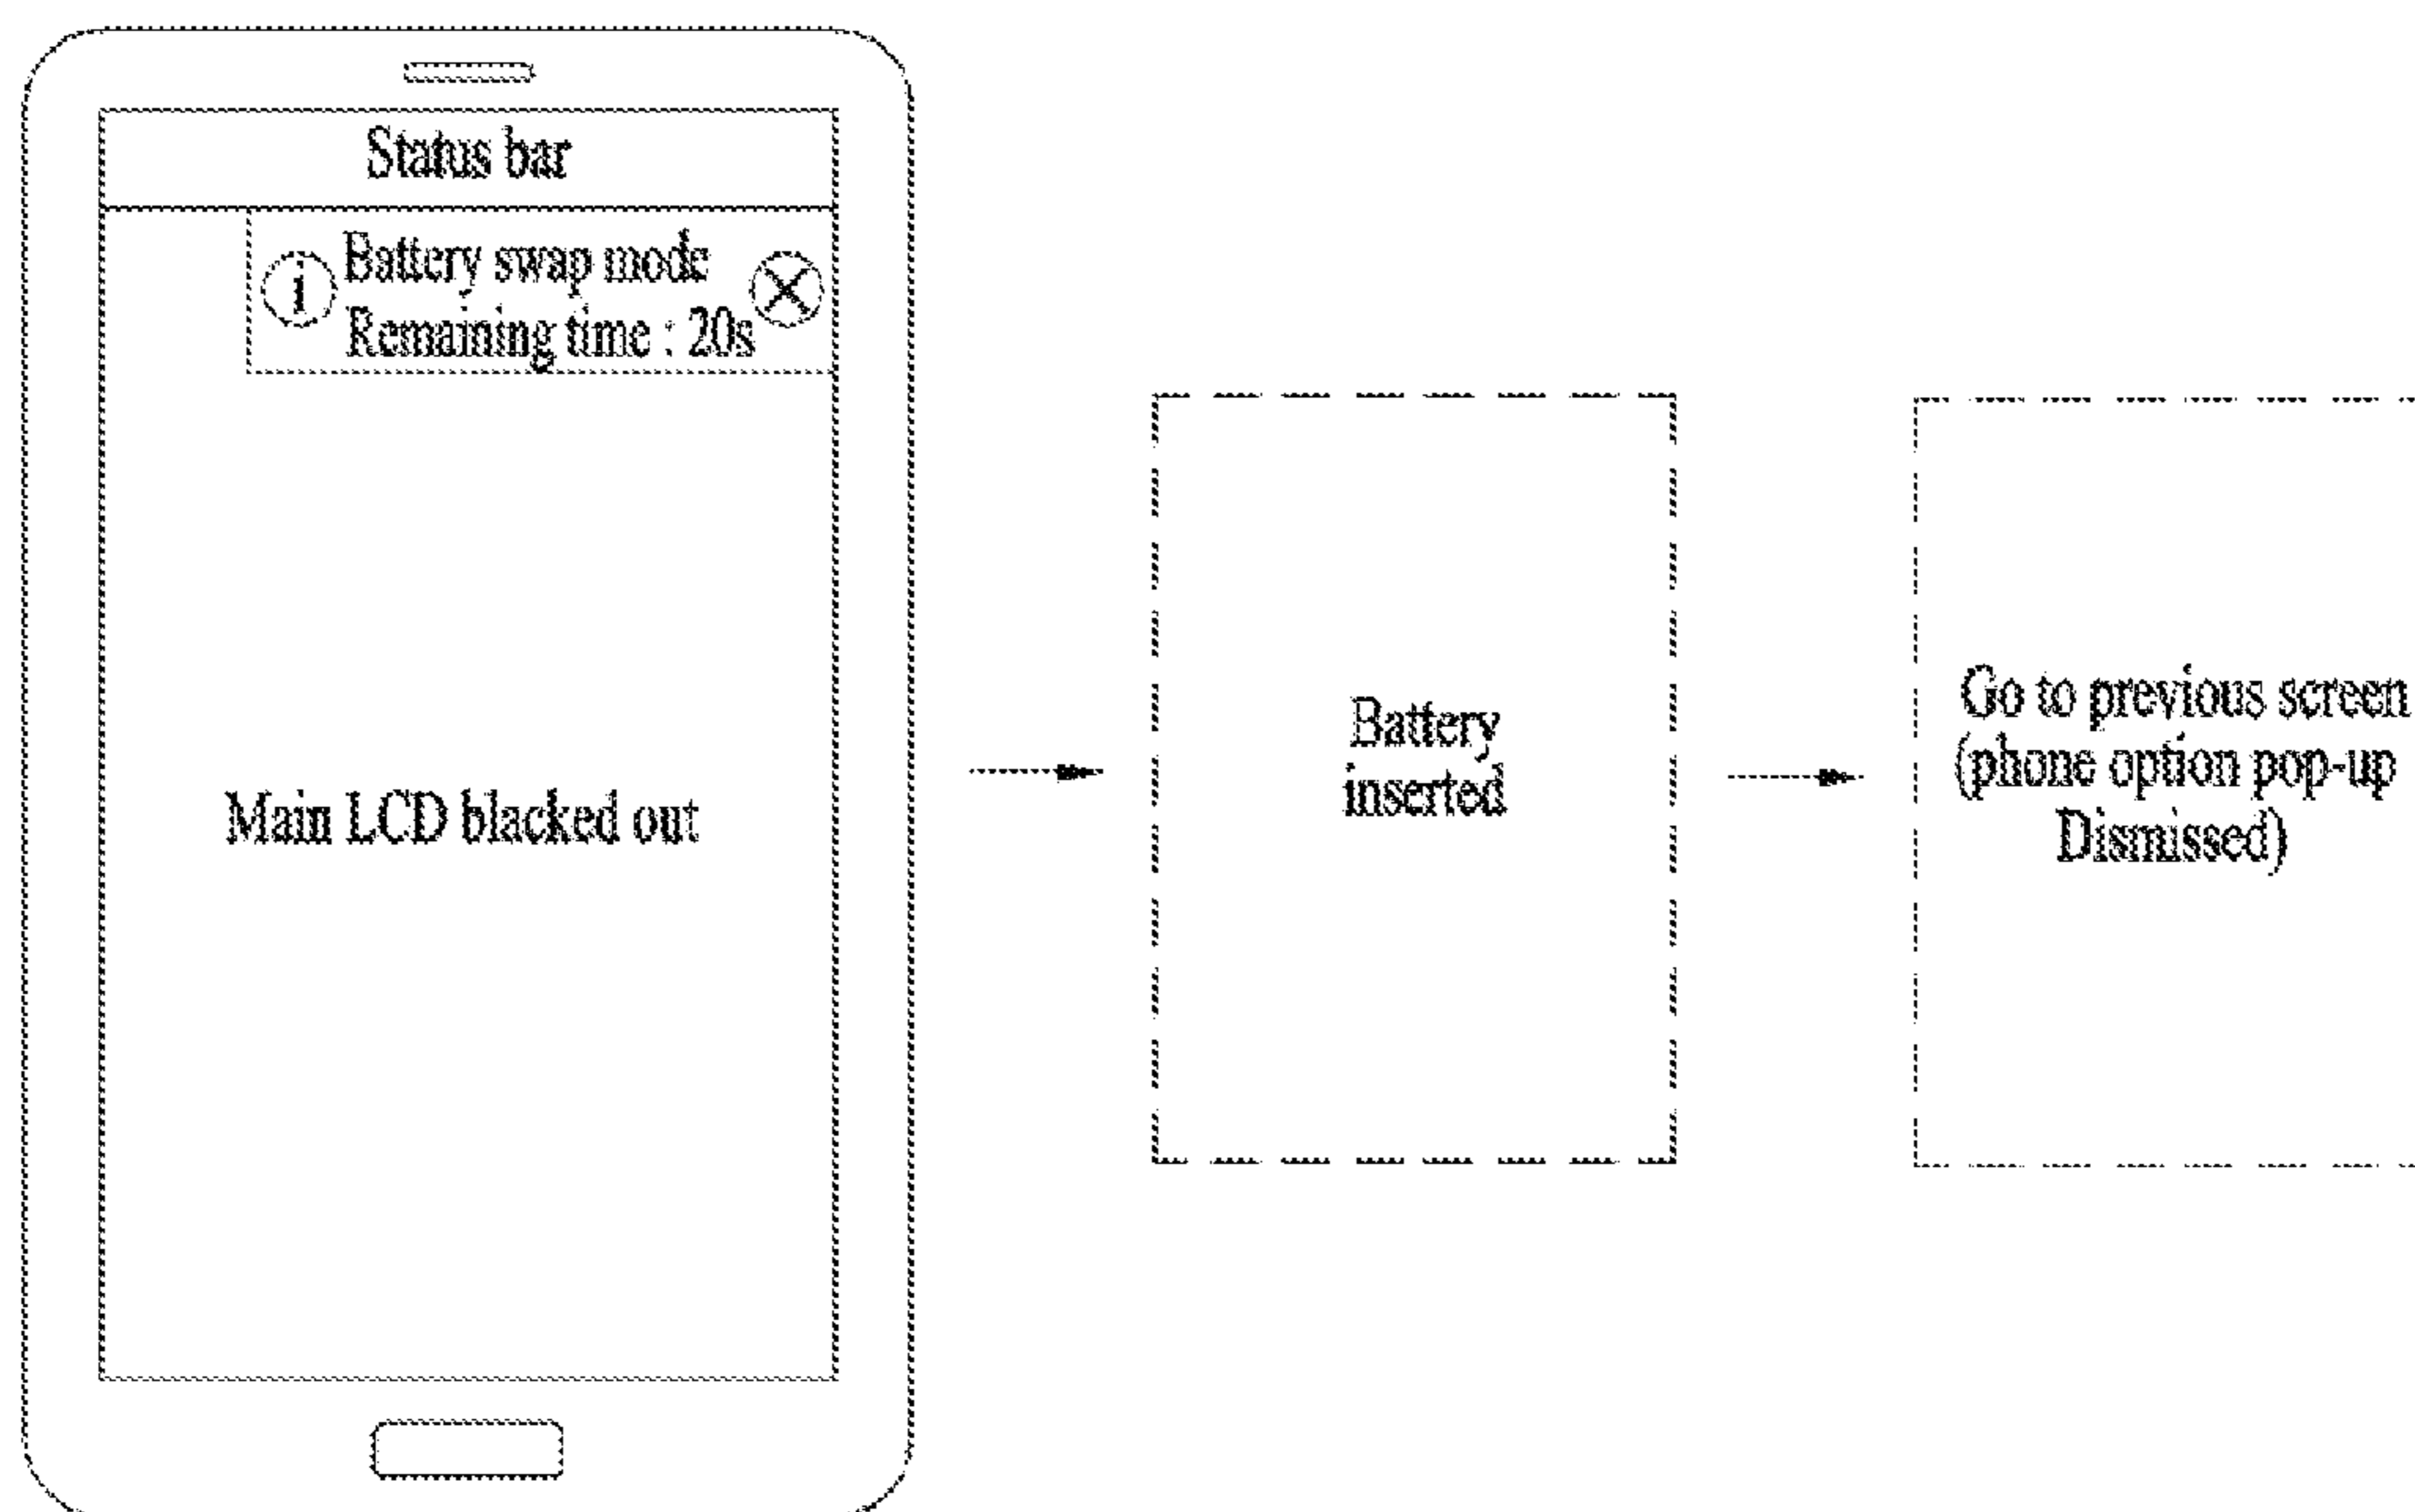 Status bar
i
Battery swap mode
Remaining time : 20s
Main LCD blacked out
Battery
inserted
Go to previous screen
(phone option pop-up
Dismissed)